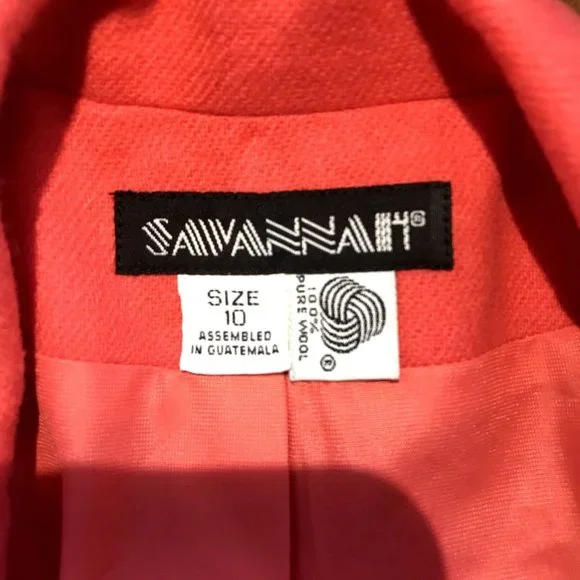 SAVANNAH®
SIZE
10
ASSEMBLED
IN GUATEMALA
100%
PURE WOOL
®